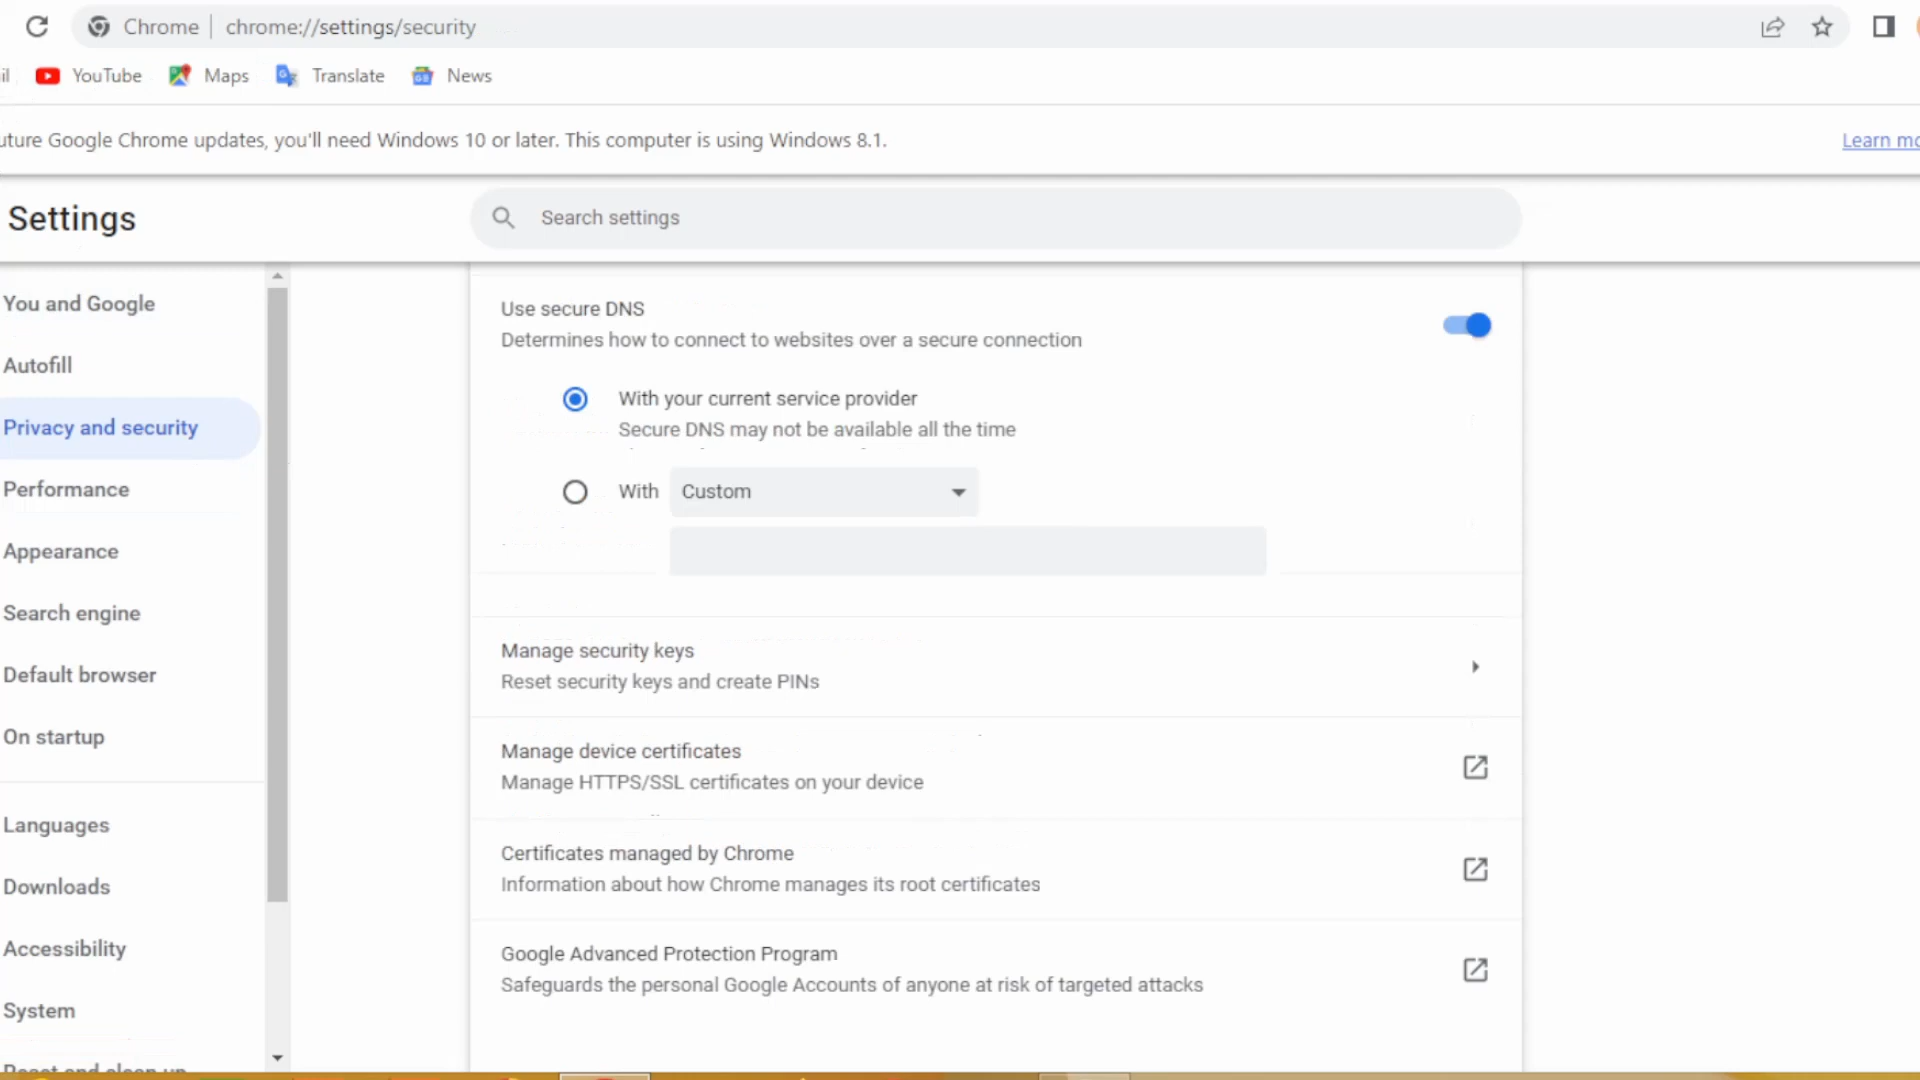 Chrome | chrome://settings/security
il YouTube Maps Translate News
uture Google Chrome updates, you'll need Windows 10 or later. This computer is using Windows 8.1. Learn mo
Settings
Search settings
You and Google
Autofill
Privacy and security
Performance
Appearance
Search engine
Default browser
On startup
Languages
Downloads
Accessibility
System
Reset and clean up
Use secure DNS
Determines how to connect to websites over a secure connection
With your current service provider
Secure DNS may not be available all the time
With Custom
Manage security keys
Reset security keys and create PINs
Manage device certificates
Manage HTTPS/SSL certificates on your device
Certificates managed by Chrome
Information about how Chrome manages its root certificates
Google Advanced Protection Program
Safeguards the personal Google Accounts of anyone at risk of targeted attacks